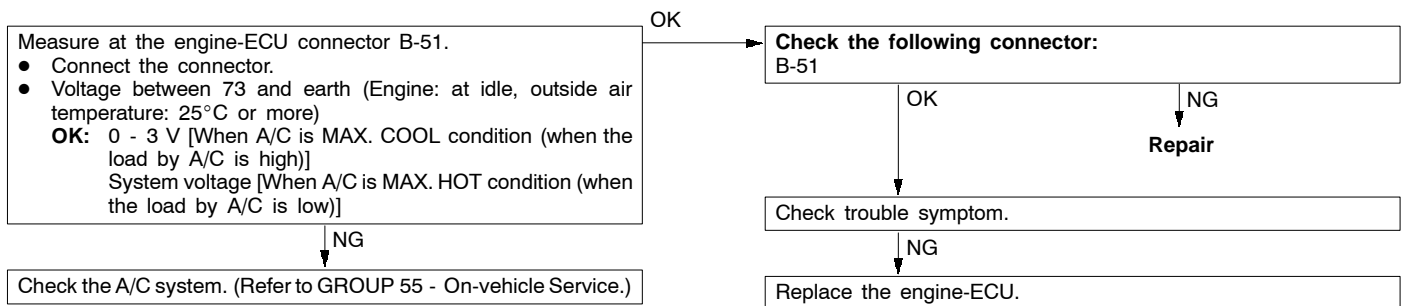 Measure at the engine-ECU connector B-51.
● Connect the connector.
● Voltage between 73 and earth (Engine: at idle, outside air
temperature: 25°C or more)
OK: 0 - 3 V [When A/C is MAX. COOL condition (when the
load by A/C is high)]
System voltage [When A/C is MAX. HOT condition (when
the load by A/C is low)]
NG
Check the A/C system. (Refer to GROUP 55 - On-vehicle Service.)
OK
Check the following connector:
B-51
OK
NG
Repair
Check trouble symptom.
NG
Replace the engine-ECU.